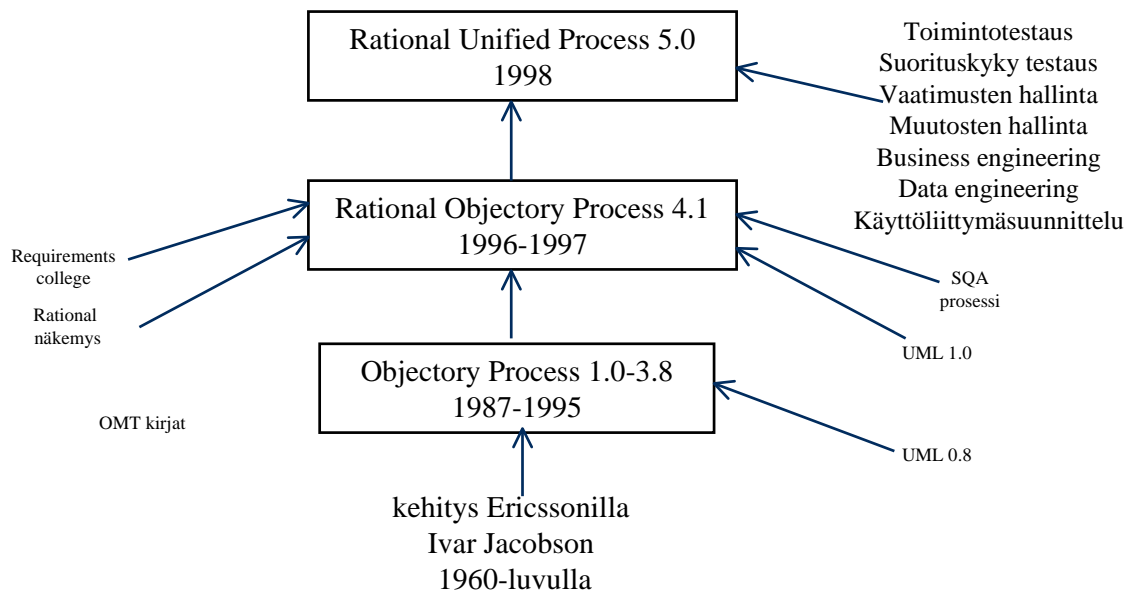 Rational Unified Process 5.0
1998
Toimintotestaus
Suorituskyky testaus
Vaatimusten hallinta
Muutosten hallinta
Business engineering
Data engineering
Käyttöliittymäsuunnittelu
Rational Objectory Process 4.1
1996-1997
Requirements
college
Rational
näkemys
SQA
prosessi
UML 1.0
Objectory Process 1.0-3.8
1987-1995
OMT kirjat
UML 0.8
kehitys Ericssonilla
Ivar Jacobson
1960-luvulla